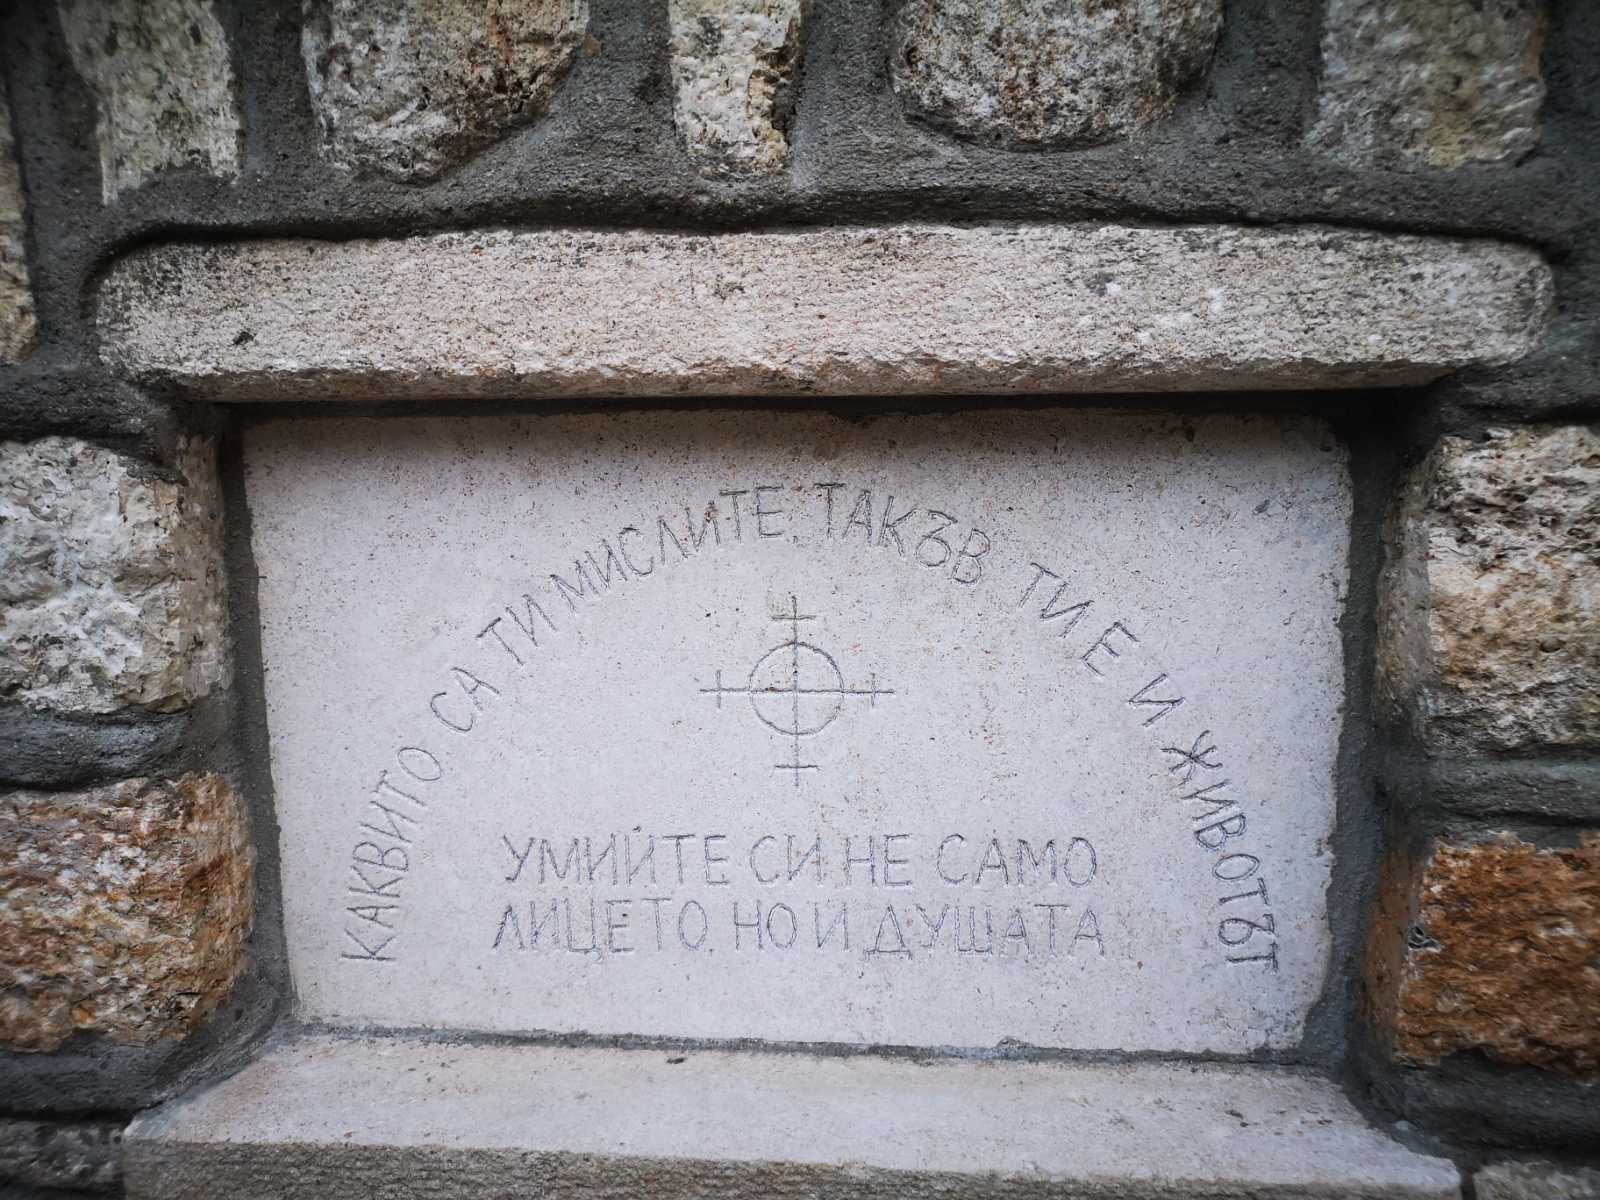 КАКВИТО СА ТИ МИСЛИТЕ, ТАКЪВ ТИ Е И ЖИВОТЪТ
УМИЙТЕ СИ НЕ САМО
ЛИЦЕТО, НО И ДУШАТА